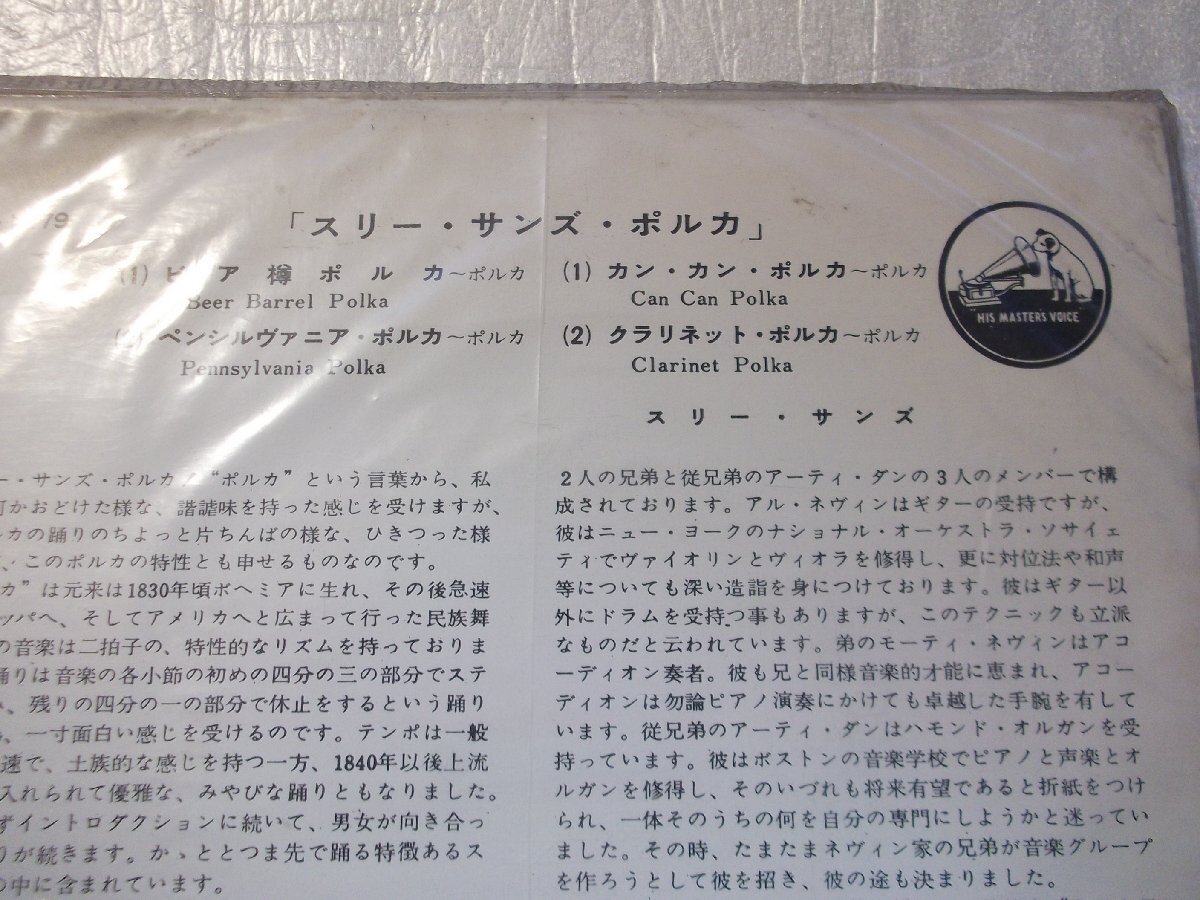 19
「スリー・サンズ・ポルカ」
(1) ビア樽ポルカ～ポルカ
Beer Barrel Polka
(2) ペンシルヴァニア・ポルカ～ポルカ
Pennsylvania Polka
(1) カン・カン・ポルカ～ポルカ
Can Can Polka
(2) クラリネット・ポルカ～ポルカ
Clarinet Polka
"HIS MASTER'S VOICE"
スリー・サンズ
ー・サンズ・ポルカ／“ポルカ”という言葉から、私
何かおどけた様な、諧謔味を持った感じを受けますが、
ルカの踊りのちょっと片ちんばの様な、ひきつった様
、このポルカの特性とも申せるものなのです。
カ”は元来は1830年頃ボヘミアに生れ、その後急速
ッパへ、そしてアメリカへと広まって行った民族舞
の音楽は二拍子の、特性的なリズムを持っておりま
踊りは音楽の各小節の初めの四分の三の部分でステ
、残りの四分の一の部分で休止をするという踊り
、一寸面白い感じを受けるのです。テンポは一般
速で、土族的な感じを持つ一方、1840年以後上流
入れられて優雅な、みやびな踊りともなりました。
ずイントロダクションに続いて、男女が向き合っ
りが続きます。かゝととつま先で踊る特徴あるス
の中に含まれています。
2人の兄弟と従兄弟のアーティ・ダンの3人のメンバーで構
成されております。アル・ネヴィンはギターの受持ですが、
彼はニュー・ヨークのナショナル・オーケストラ・ソサイェ
ティでヴァイオリンとヴィオラを修得し、更に対位法や和声
等についても深い造詣を身につけております。彼はギター以
外にドラムを受持つ事もありますが、このテクニックも立派
なものだと云われています。弟のモーティ・ネヴィンはアコ
ーディオン奏者。彼も兄と同様音楽的才能に恵まれ、アコー
ディオンは勿論ピアノ演奏にかけても卓越した手腕を有して
います。従兄弟のアーティ・ダンはハモンド・オルガンを受
持っています。彼はボストンの音楽学校でピアノと声楽とオ
ルガンを修得し、そのいづれも将来有望であると折紙をつけ
られ、一体そのうちの何を自分の専門にしようかと迷ってい
ました。その時、たまたまネヴィン家の兄弟が音楽グループ
を作ろうとして彼を招き、彼の途も決まりました。